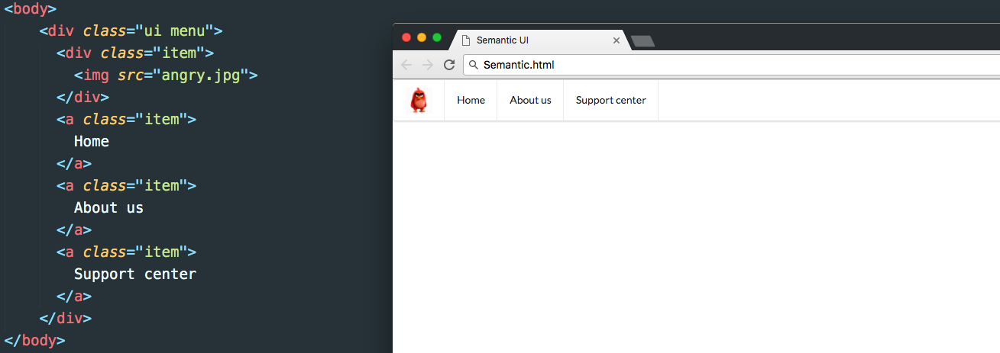 <body>
<div class="ui menu">
<div class="item">
<img src="angry.jpg">
</div>
<a class="item">
Home
</a>
<a class="item">
About us
</a>
<a class="item">
Support center
</a>
</div>
</body>
Semantic UI
Semantic.html
Home
About us
Support center